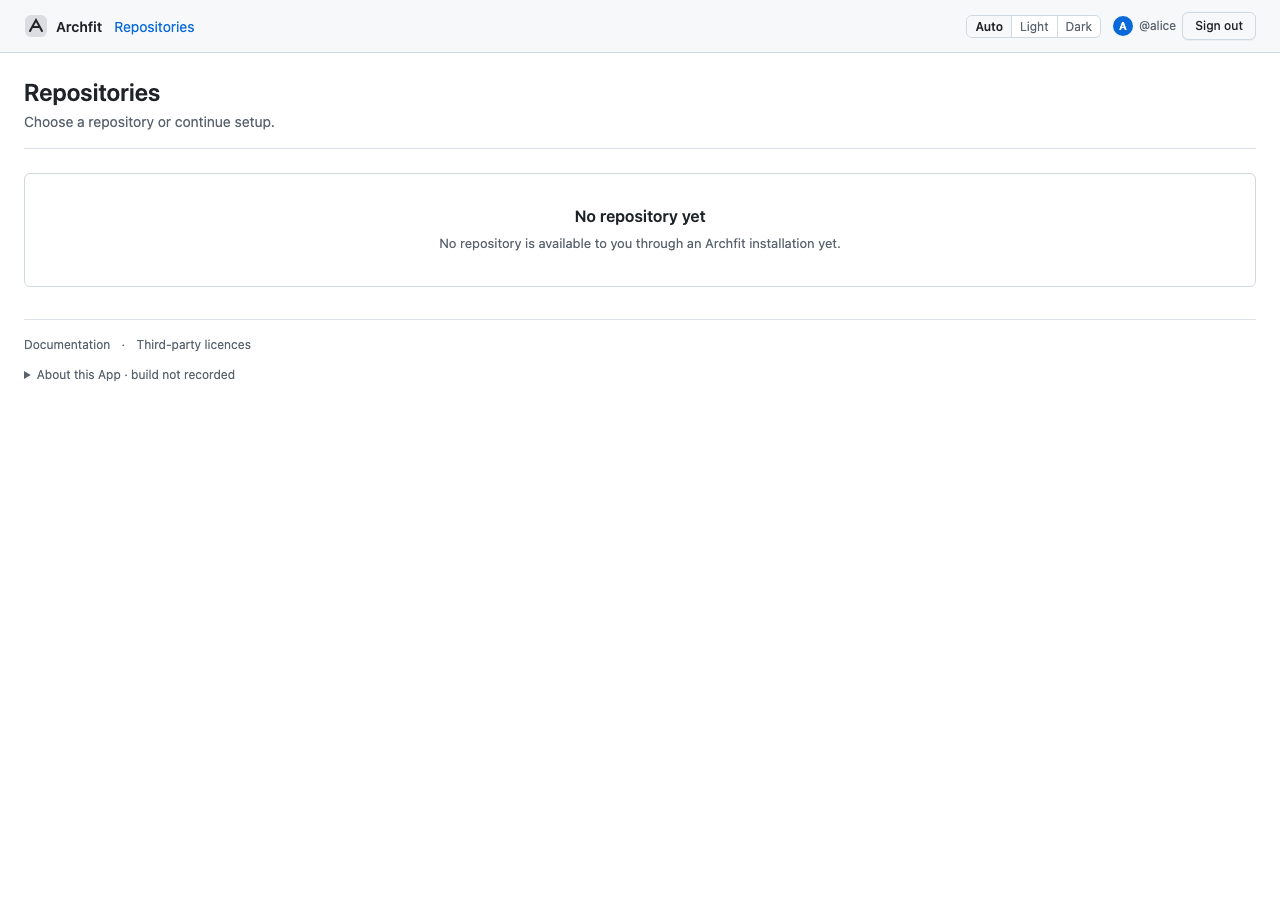 Archfit Repositories Auto Light Dark A @alice Sign out
Repositories
Choose a repository or continue setup.
No repository yet
No repository is available to you through an Archfit installation yet.
Documentation · Third-party licences
About this App · build not recorded